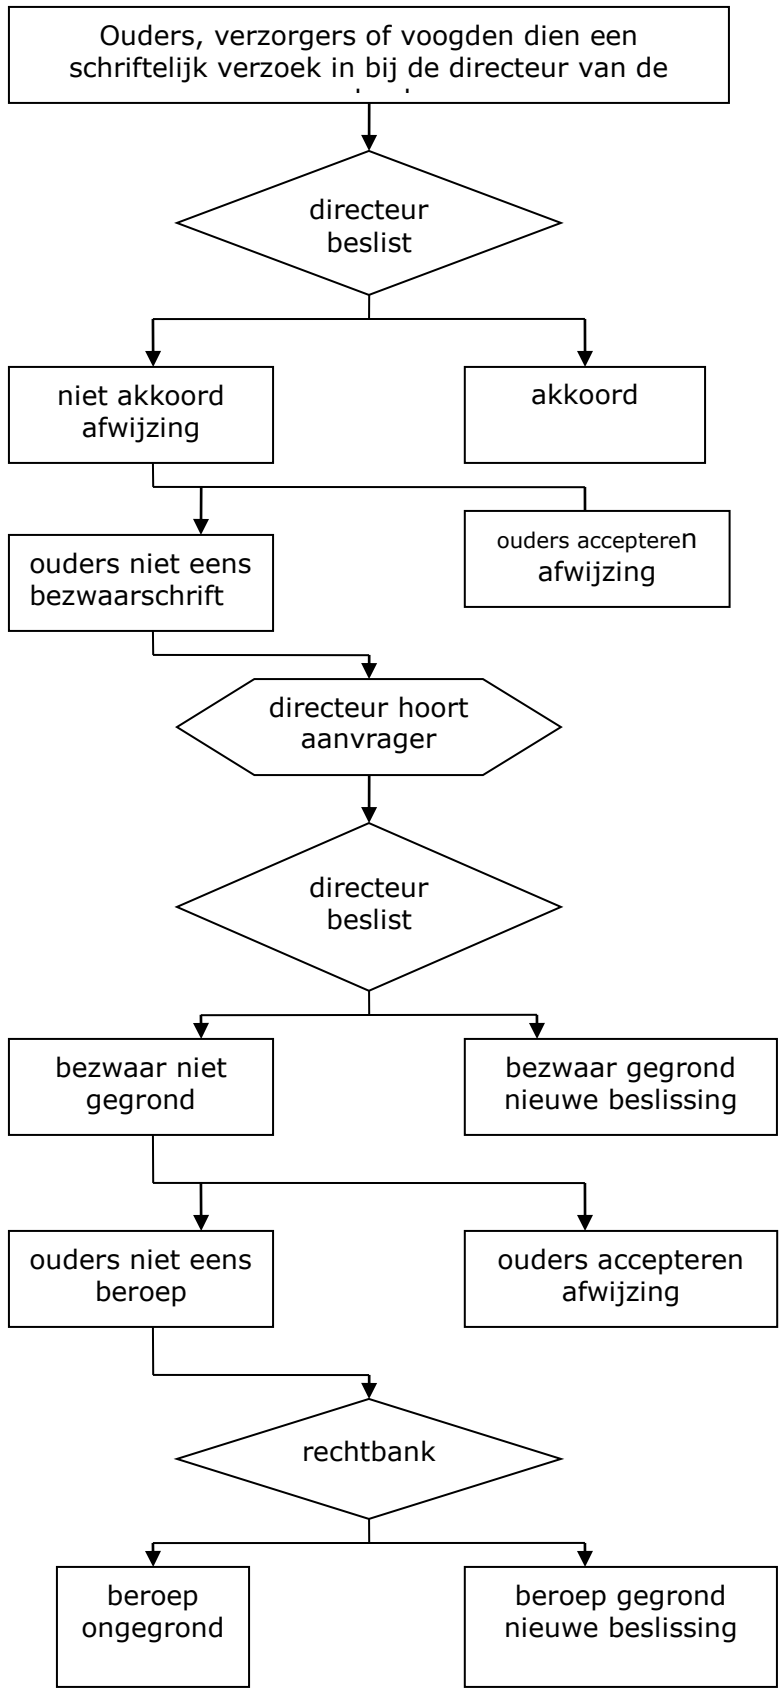 Ouders, verzorgers of voogden dien een
schriftelijk verzoek in bij de directeur van de
directeur
beslist
niet akkoord
afwijzing
akkoord
ouders niet eens
bezwaarschrift
ouders accepteren
afwijzing
directeur hoort
aanvrager
directeur
beslist
bezwaar niet
gegrond
bezwaar gegrond
nieuwe beslissing
ouders niet eens
beroep
ouders accepteren
afwijzing
rechtbank
beroep
ongegrond
beroep gegrond
nieuwe beslissing